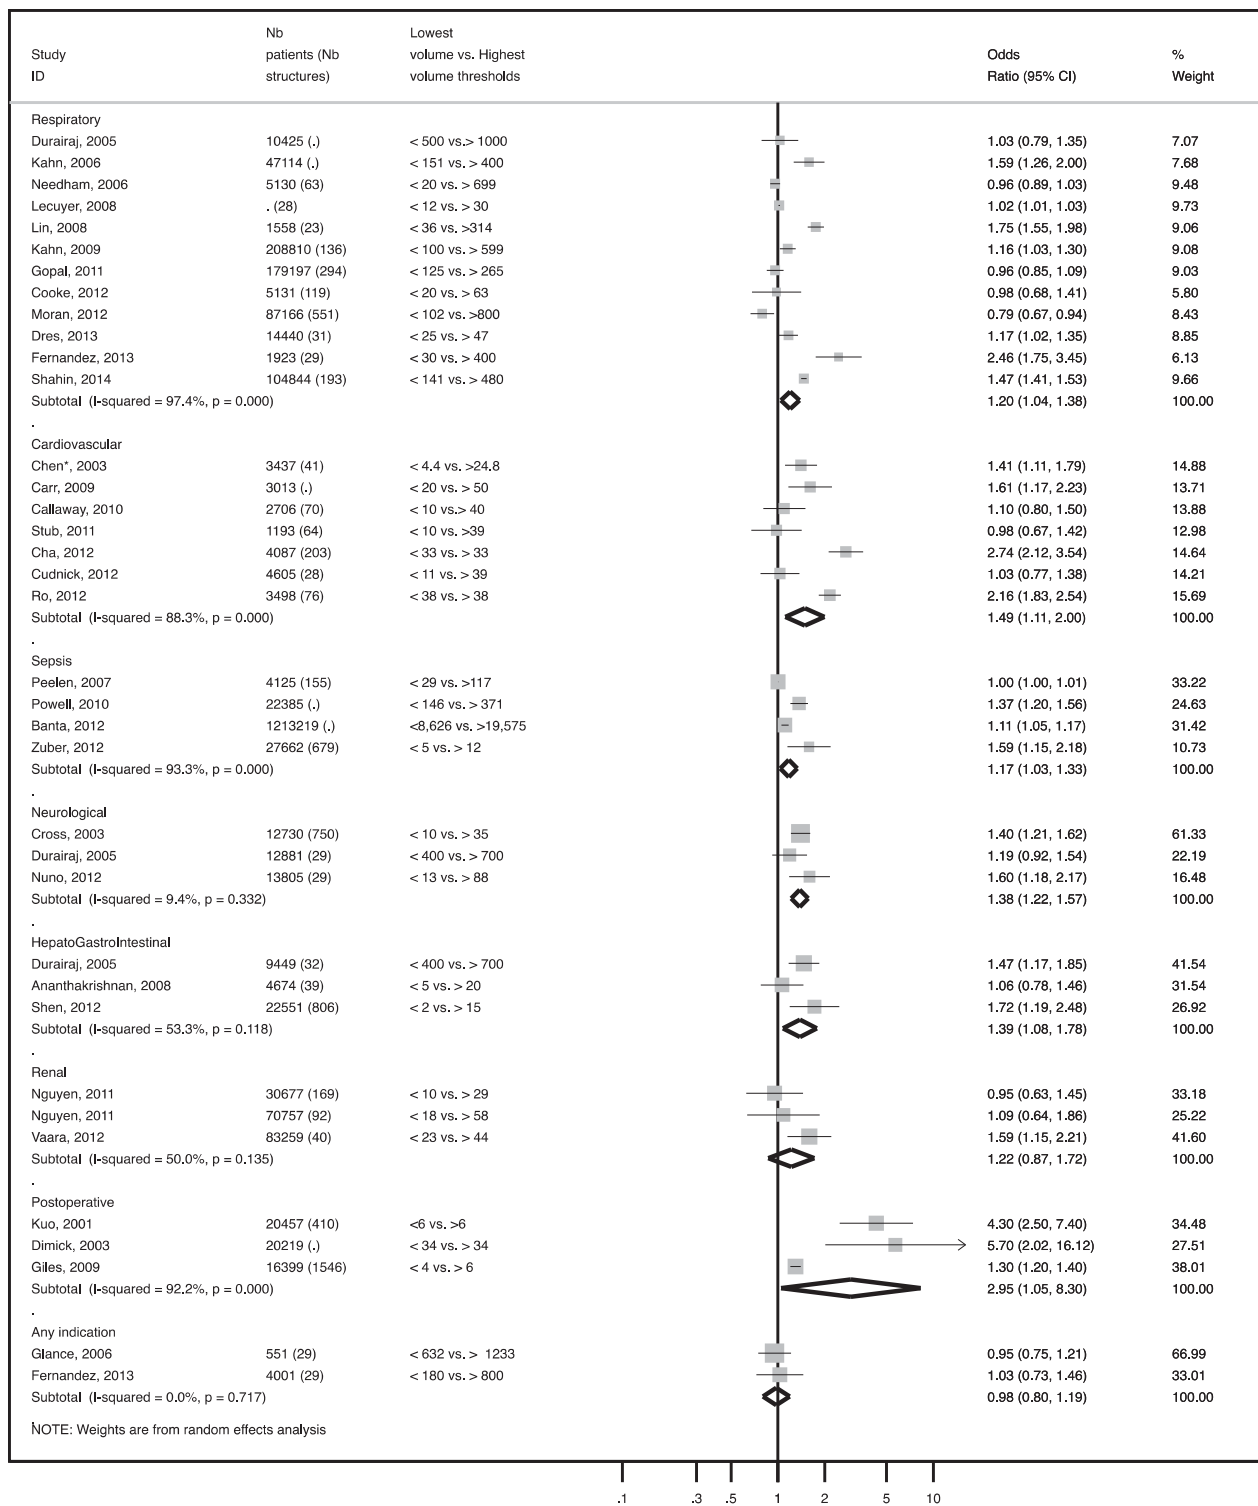 Nb Lowest
Study patients (Nb volume vs. Highest Odds %
ID structures) volume thresholds Ratio (95% CI) Weight
Respiratory
Durairaj, 2005 10425 (.) < 500 vs.> 1000 1.03 (0.79, 1.35) 7.07
Kahn, 2006 47114 (.) < 151 vs.> 400 1.59 (1.26, 2.00) 7.68
Needham, 2006 5130 (63) < 20 vs. > 699 0.96 (0.89, 1.03) 9.48
Lecuyer, 2008 . (28) < 12 vs. > 30 1.02 (1.01, 1.03) 9.73
Lin, 2008 1558 (23) < 36 vs. >314 1.75 (1.55, 1.98) 9.06
Kahn, 2009 208810 (136) < 100 vs. > 599 1.16 (1.03, 1.30) 9.08
Gopal, 2011 179197 (294) < 125 vs. > 265 0.96 (0.85, 1.09) 9.03
Cooke, 2012 5131 (119) < 20 vs. > 63 0.98 (0.68, 1.41) 5.80
Moran, 2012 87166 (551) < 102 vs. >800 0.79 (0.67, 0.94) 8.43
Dres, 2013 14440 (31) < 25 vs. > 47 1.17 (1.02, 1.35) 8.85
Fernandez, 2013 1923 (29) < 30 vs. > 400 2.46 (1.75, 3.45) 6.13
Shahin, 2014 104844 (193) < 141 vs. > 480 1.47 (1.41, 1.53) 9.66
Subtotal (I-squared = 97.4%, p = 0.000) 1.20 (1.04, 1.38) 100.00
.
Cardiovascular
Chen*, 2003 3437 (41) < 4.4 vs. >24.8 1.41 (1.11, 1.79) 14.88
Carr, 2009 3013 (.) < 20 vs. > 50 1.61 (1.17, 2.23) 13.71
Callaway, 2010 2706 (70) < 10 vs.> 40 1.10 (0.80, 1.50) 13.88
Stub, 2011 1193 (64) < 10 vs. >39 0.98 (0.67, 1.42) 12.98
Cha, 2012 4087 (203) < 33 vs. > 33 2.74 (2.12, 3.54) 14.64
Cudnick, 2012 4605 (28) < 11 vs. > 39 1.03 (0.77, 1.38) 14.21
Ro, 2012 3498 (76) < 38 vs. > 38 2.16 (1.83, 2.54) 15.69
Subtotal (I-squared = 88.3%, p = 0.000) 1.49 (1.11, 2.00) 100.00
.
Sepsis
Peelen, 2007 4125 (155) < 29 vs. >117 1.00 (1.00, 1.01) 33.22
Powell, 2010 22385 (.) < 146 vs. > 371 1.37 (1.20, 1.56) 24.63
Banta, 2012 1213219 (.) <8,626 vs. >19,575 1.11 (1.05, 1.17) 31.42
Zuber, 2012 27662 (679) < 5 vs. > 12 1.59 (1.15, 2.18) 10.73
Subtotal (I-squared = 93.3%, p = 0.000) 1.17 (1.03, 1.33) 100.00
.
Neurological
Cross, 2003 12730 (750) < 10 vs. > 35 1.40 (1.21, 1.62) 61.33
Durairaj, 2005 12881 (29) < 400 vs. > 700 1.19 (0.92, 1.54) 22.19
Nuno, 2012 13805 (29) < 13 vs. > 88 1.60 (1.18, 2.17) 16.48
Subtotal (I-squared = 9.4%, p = 0.332) 1.38 (1.22, 1.57) 100.00
.
HepatoGastroIntestinal
Durairaj, 2005 9449 (32) < 400 vs. > 700 1.47 (1.17, 1.85) 41.54
Ananthakrishnan, 2008 4674 (39) < 5 vs. > 20 1.06 (0.78, 1.46) 31.54
Shen, 2012 22551 (806) < 2 vs. > 15 1.72 (1.19, 2.48) 26.92
Subtotal (I-squared = 53.3%, p = 0.118) 1.39 (1.08, 1.78) 100.00
.
Renal
Nguyen, 2011 30677 (169) < 10 vs. > 29 0.95 (0.63, 1.45) 33.18
Nguyen, 2011 70757 (92) < 18 vs. > 58 1.09 (0.64, 1.86) 25.22
Vaara, 2012 83259 (40) < 23 vs. > 44 1.59 (1.15, 2.21) 41.60
Subtotal (I-squared = 50.0%, p = 0.135) 1.22 (0.87, 1.72) 100.00
.
Postoperative
Kuo, 2001 20457 (410) <6 vs. >6 4.30 (2.50, 7.40) 34.48
Dimick, 2003 20219 (.) < 34 vs. > 34 5.70 (2.02, 16.12) 27.51
Giles, 2009 16399 (1546) < 4 vs. > 6 1.30 (1.20, 1.40) 38.01
Subtotal (I-squared = 92.2%, p = 0.000) 2.95 (1.05, 8.30) 100.00
.
Any indication
Glance, 2006 551 (29) < 632 vs. > 1233 0.95 (0.75, 1.21) 66.99
Fernandez, 2013 4001 (29) < 180 vs. > 800 1.03 (0.73, 1.46) 33.01
Subtotal (I-squared = 0.0%, p = 0.717) 0.98 (0.80, 1.19) 100.00
.
NOTE: Weights are from random effects analysis
.1 .3 .5 1 2 5 10